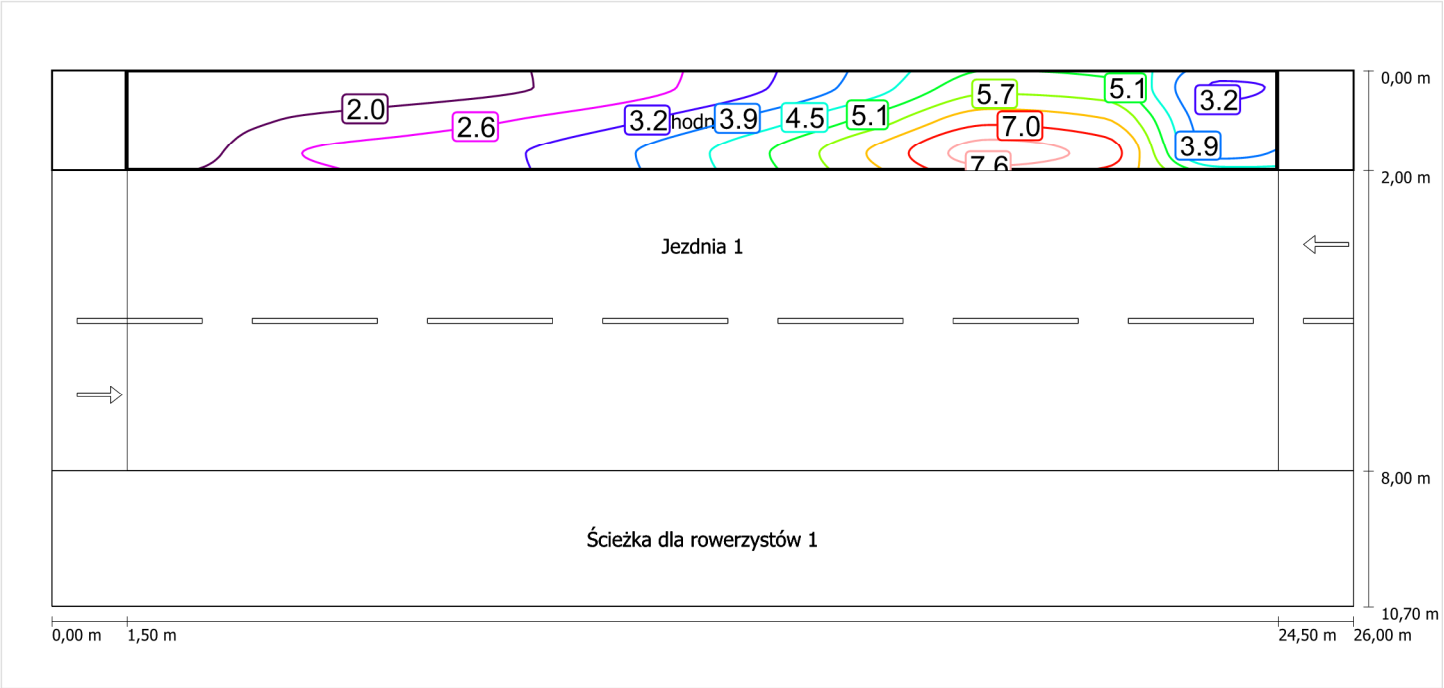 0,00 m
2.0
2.6
3.2
hodn
3.9
4.5
5.1
5.7
7.0
7.6
5.1
3.2
3.9
2,00 m
Jezdnia 1
8,00 m
Ścieżka dla rowerzystów 1
10,70 m
0,00 m
1,50 m
24,50 m
26,00 m